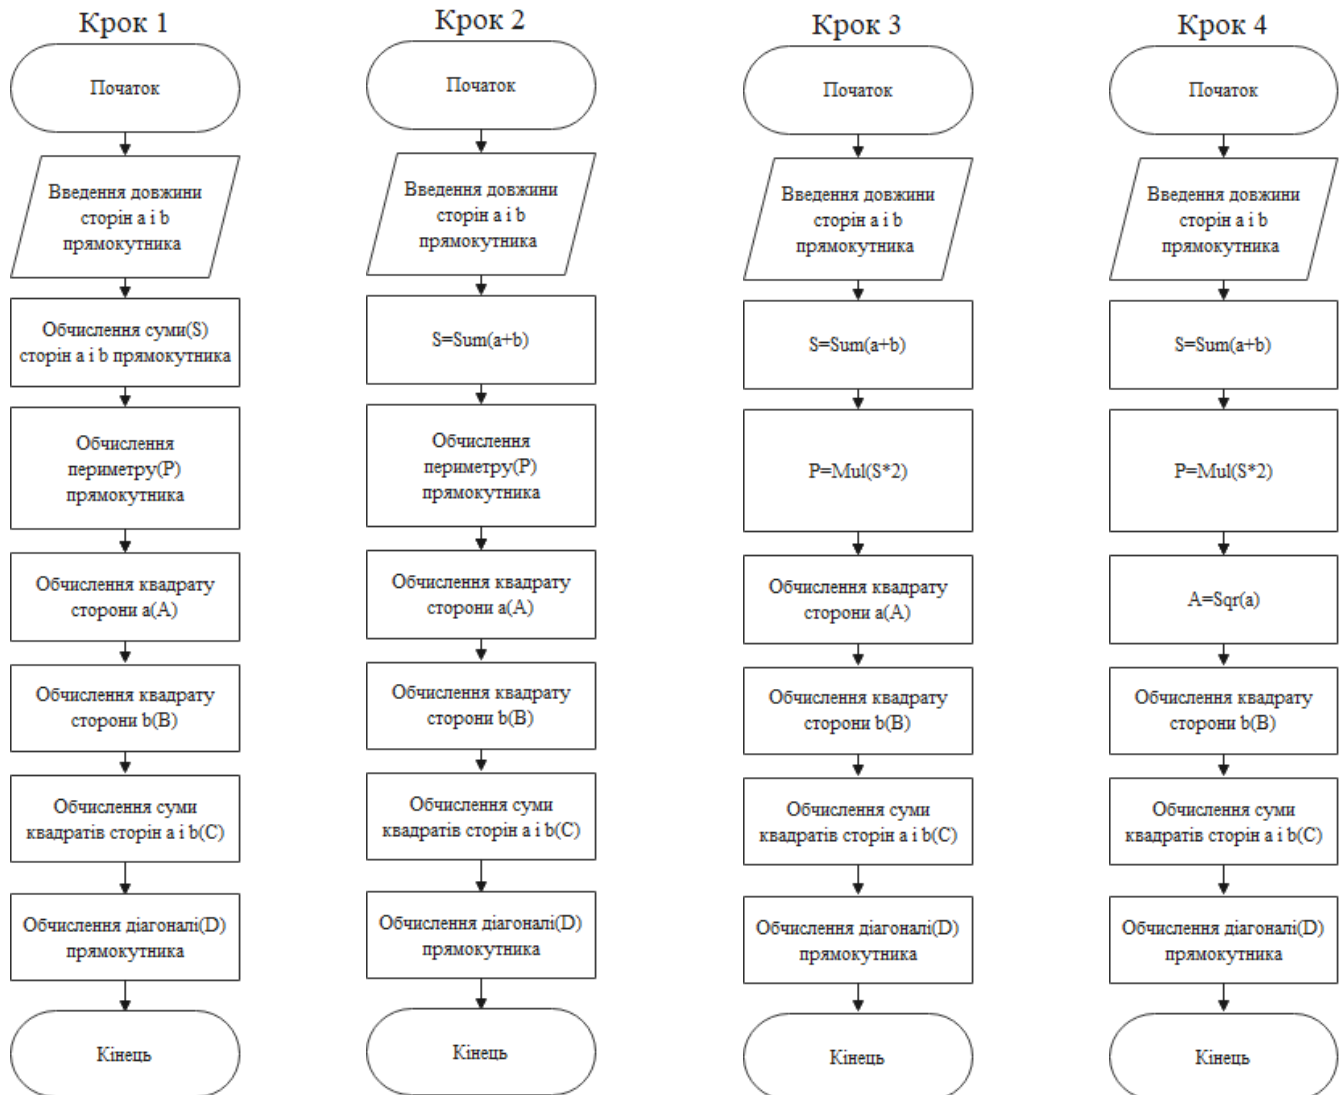 Крок 1
Початок
Введення довжини
сторін a і b
прямокутника
Обчислення суми(S)
сторін a і b прямокутника
Обчислення
периметру(P)
прямокутника
Обчислення квадрату
сторони a(A)
Обчислення квадрату
сторони b(B)
Обчислення суми
квадратів сторін a і b(C)
Обчислення діагоналі(D)
прямокутника
Кінець
Крок 2
Початок
Введення довжини
сторін a і b
прямокутника
S=Sum(a+b)
Обчислення
периметру(P)
прямокутника
Обчислення квадрату
сторони a(A)
Обчислення квадрату
сторони b(B)
Обчислення суми
квадратів сторін a і b(C)
Обчислення діагоналі(D)
прямокутника
Кінець
Крок 3
Початок
Введення довжини
сторін a і b
прямокутника
S=Sum(a+b)
P=Mul(S*2)
Обчислення квадрату
сторони a(A)
Обчислення квадрату
сторони b(B)
Обчислення суми
квадратів сторін a і b(C)
Обчислення діагоналі(D)
прямокутника
Кінець
Крок 4
Початок
Введення довжини
сторін a і b
прямокутника
S=Sum(a+b)
P=Mul(S*2)
A=Sqr(a)
Обчислення квадрату
сторони b(B)
Обчислення суми
квадратів сторін a і b(C)
Обчислення діагоналі(D)
прямокутника
Кінець